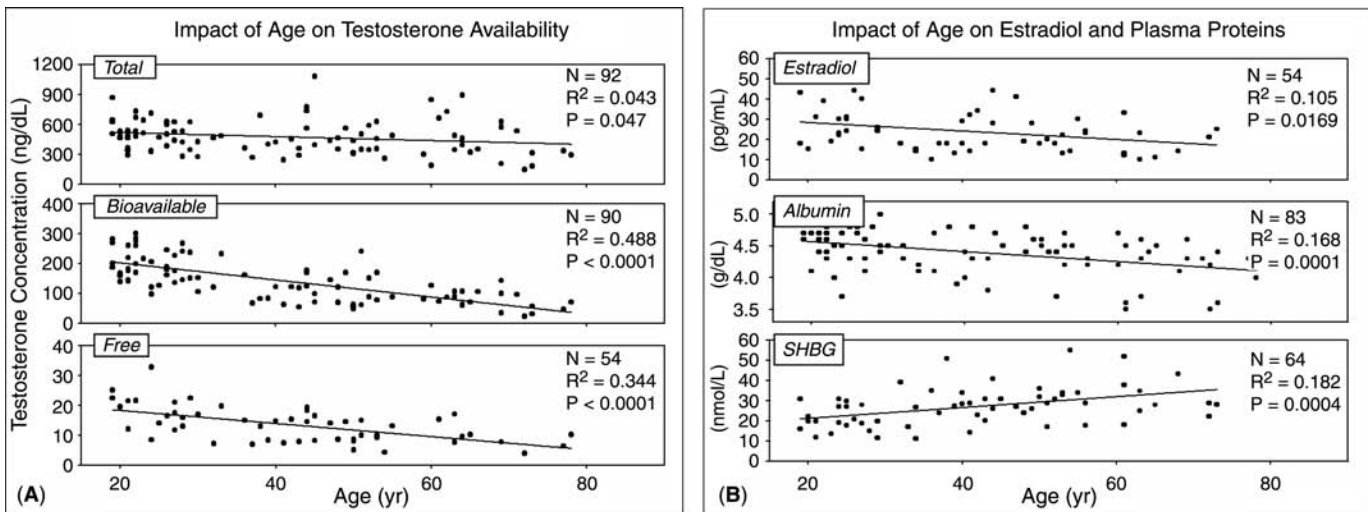 Impact of Age on Testosterone Availability
Testosterone Concentration (ng/dL)
Total
1200
900
600
300
0
N = 92
R² = 0.043
P = 0.047
Bioavailable
400
300
200
100
0
N = 90
R² = 0.488
P < 0.0001
Free
40
30
20
10
0
N = 54
R² = 0.344
P < 0.0001
20 40 60 80
Age (yr)
(A)
Impact of Age on Estradiol and Plasma Proteins
Estradiol
(pg/mL)
60
50
40
30
20
10
0
N = 54
R² = 0.105
P = 0.0169
Albumin
(g/dL)
5.0
4.5
4.0
3.5
N = 83
R² = 0.168
P = 0.0001
SHBG
(nmol/L)
60
50
40
30
20
10
0
N = 64
R² = 0.182
P = 0.0004
20 40 60 80
Age (yr)
(B)